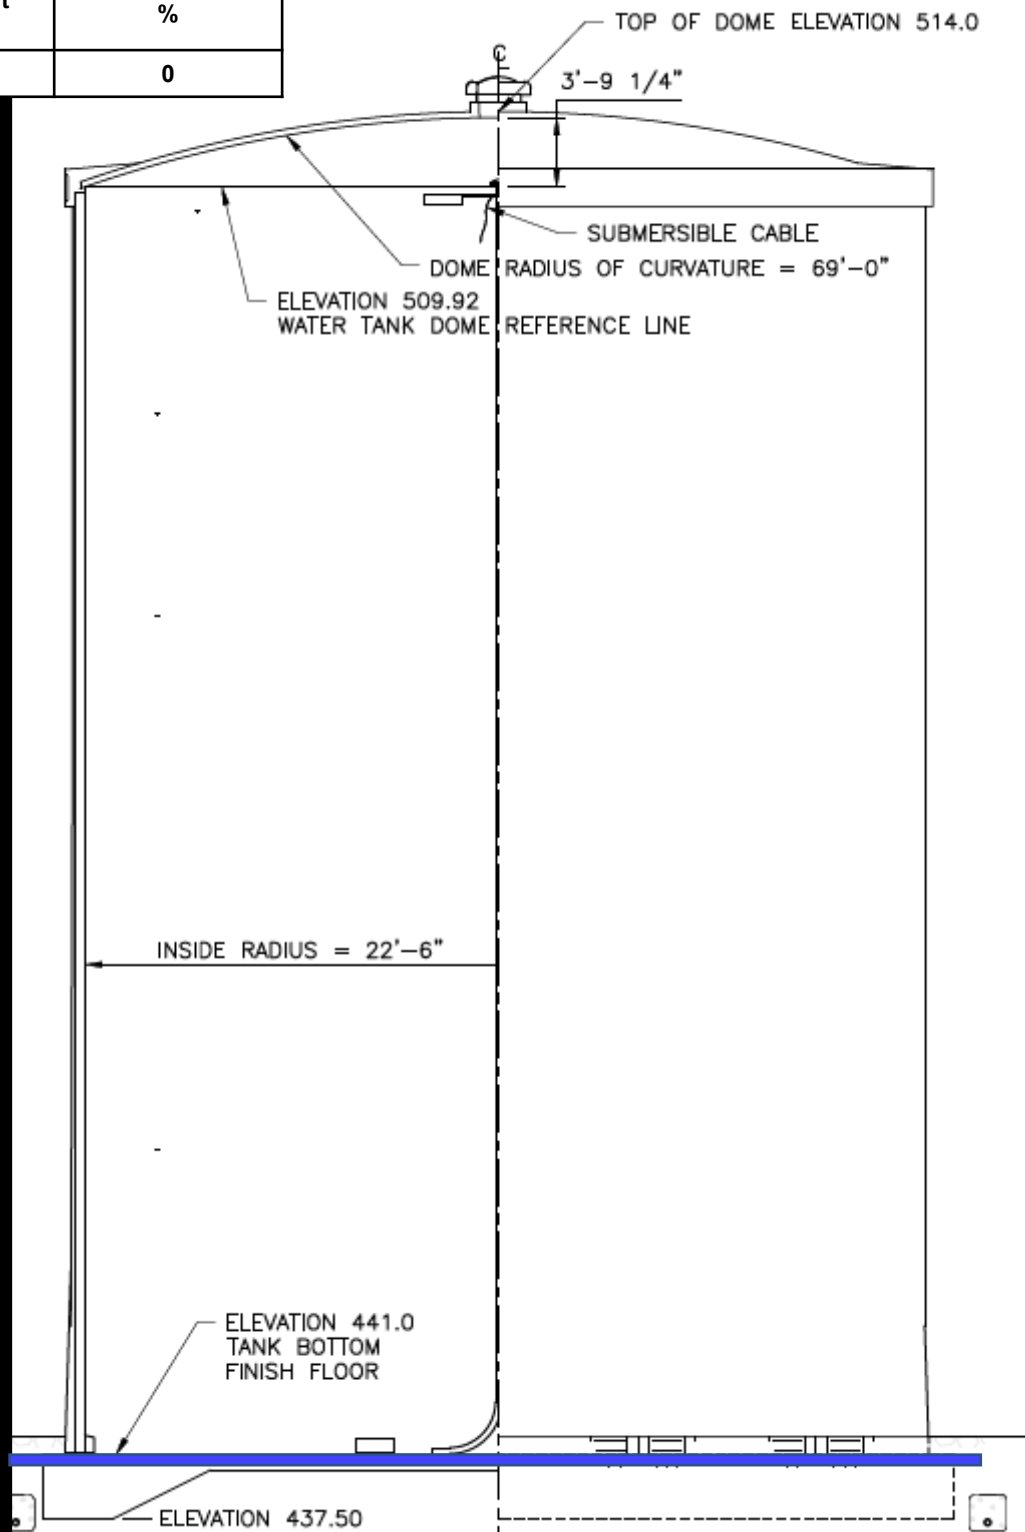 t
%
0
TOP OF DOME ELEVATION 514.0
℄
3'-9 1/4"
SUBMERSIBLE CABLE
DOME RADIUS OF CURVATURE = 69'-0"
ELEVATION 509.92
WATER TANK DOME REFERENCE LINE
INSIDE RADIUS = 22'-6"
ELEVATION 441.0
TANK BOTTOM
FINISH FLOOR
ELEVATION 437.50